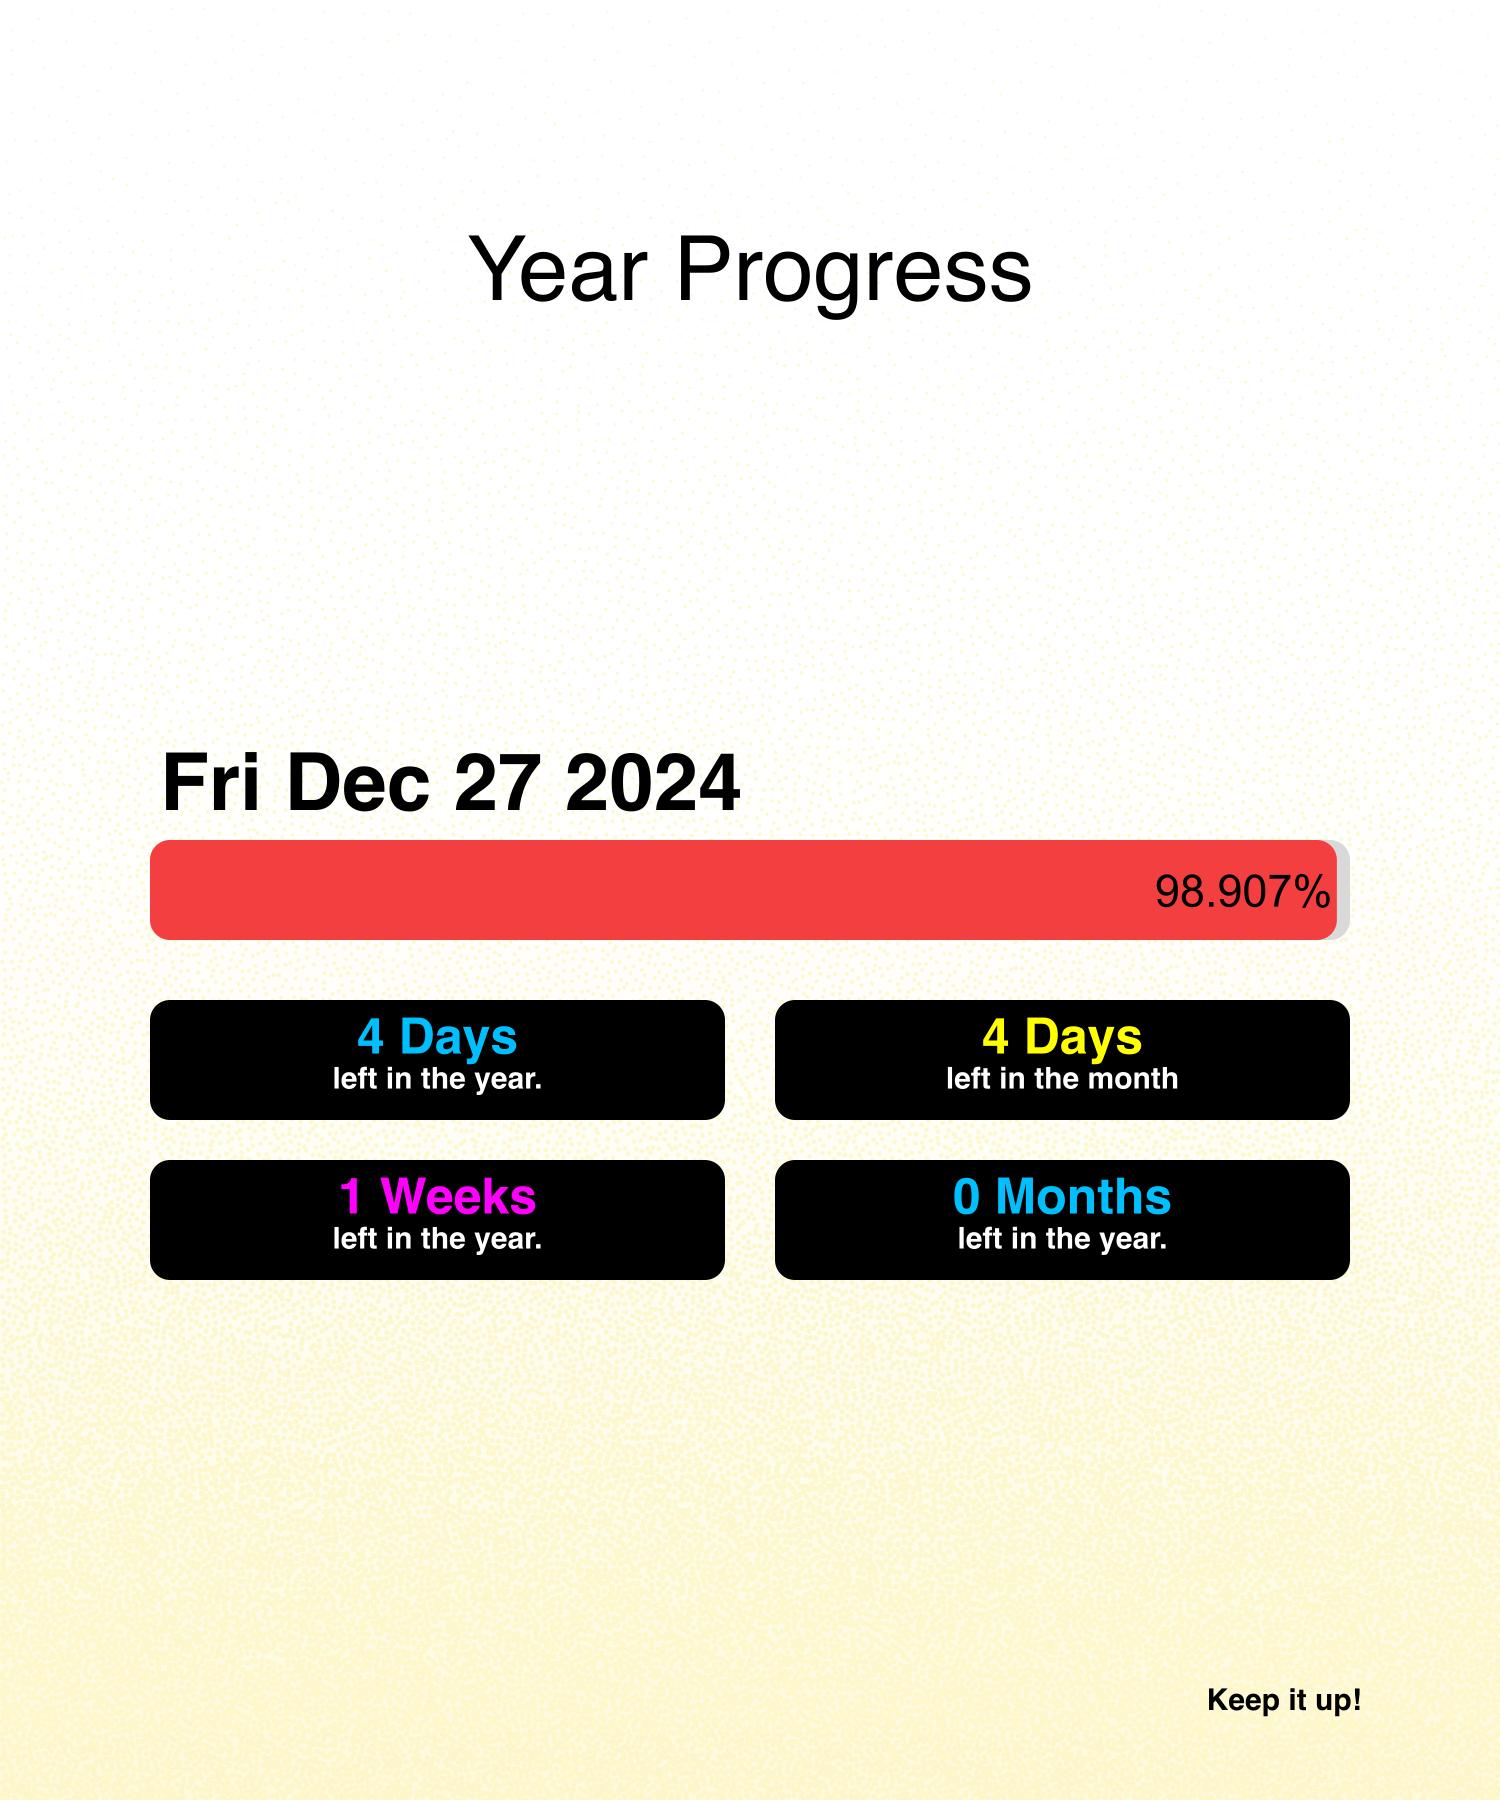 Year Progress
Fri Dec 27 2024
98.907%
4 Days
left in the year.
4 Days
left in the month
1 Weeks
left in the year.
0 Months
left in the year.
Keep it up!